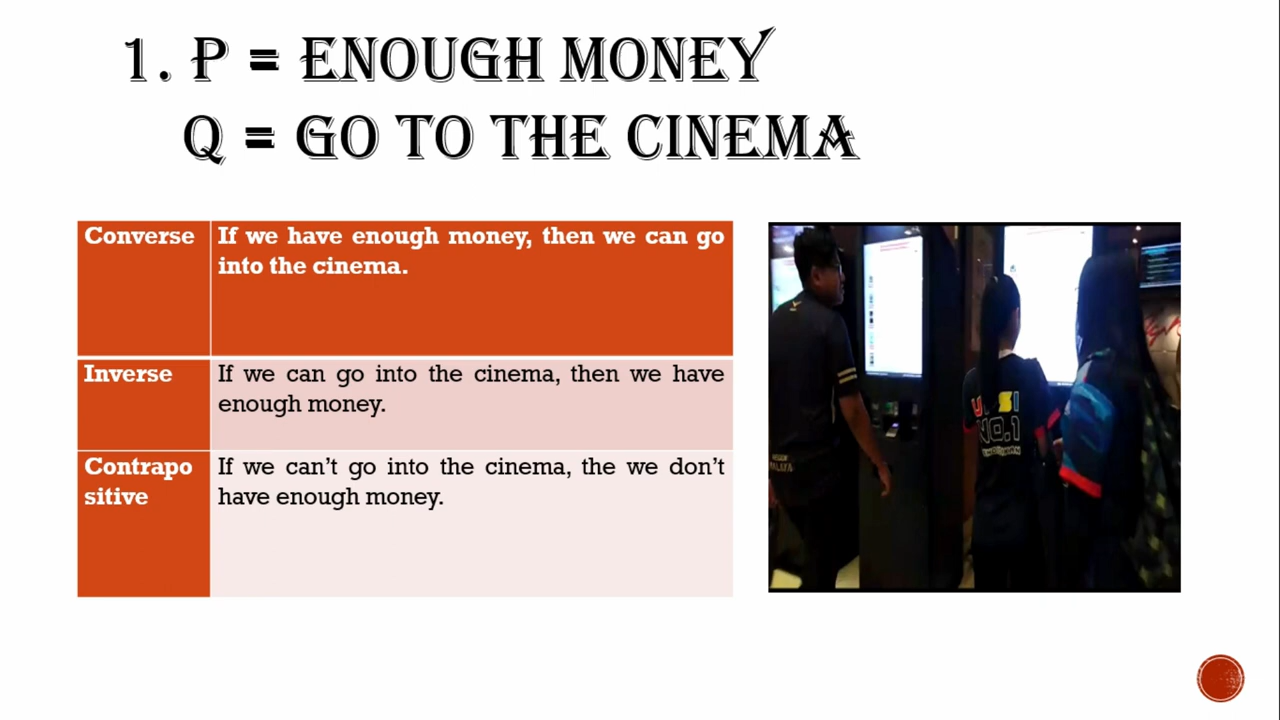 1. P = ENOUGH MONEY
Q = GO TO THE CINEMA
Converse
If we have enough money, then we can go
into the cinema.
Inverse
If we can go into the cinema, then we have
enough money.
Contrapo
sitive
If we can't go into the cinema, the we don't
have enough money.
NO.1